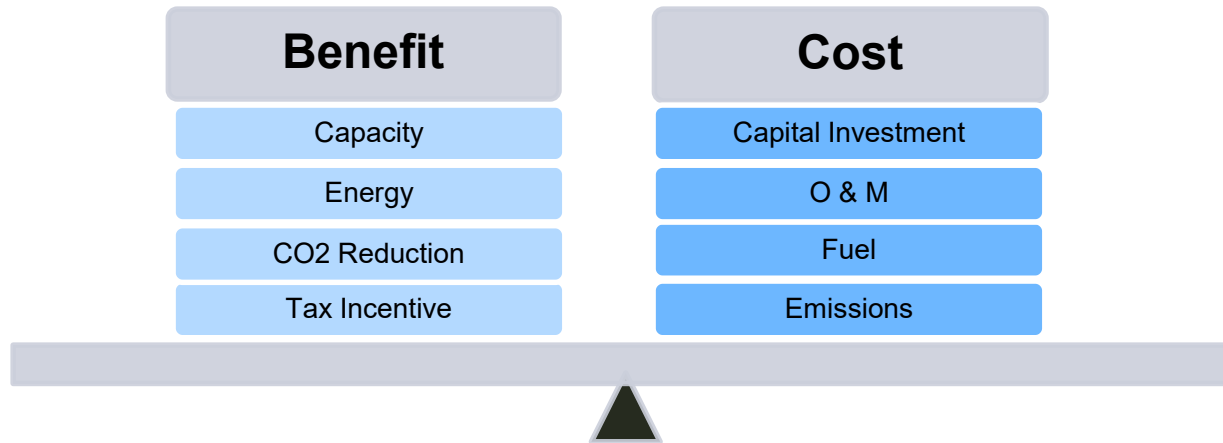 Benefit
Capacity
Energy
CO2 Reduction
Tax Incentive
Cost
Capital Investment
O & M
Fuel
Emissions